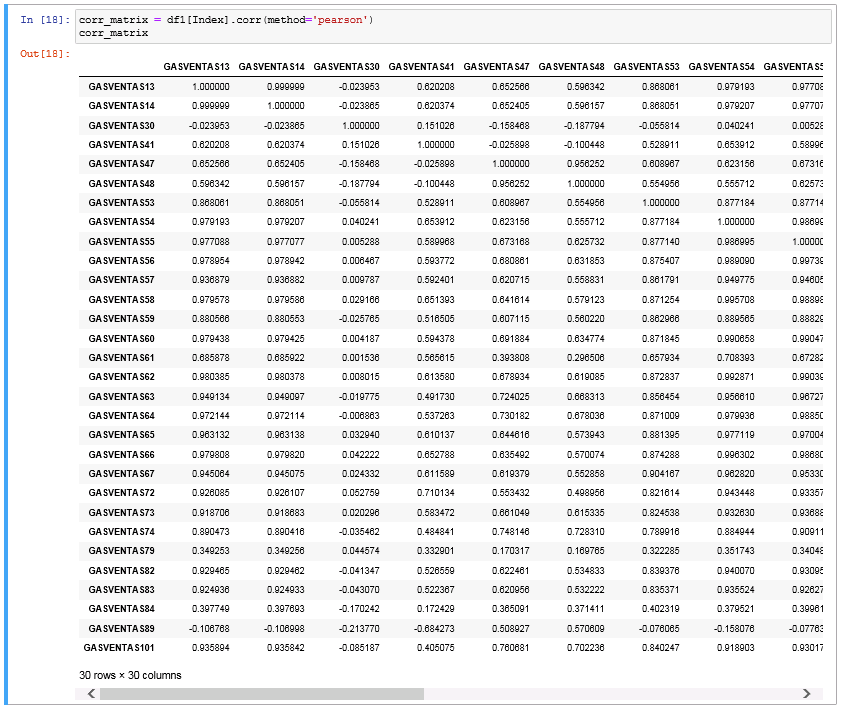 In [18]: corr_matrix = df1[Index].corr(method='pearson')
corr_matrix
Out[18]:
GASVENTAS13 GASVENTAS14 GASVENTAS30 GASVENTAS41 GASVENTAS47 GASVENTAS48 GASVENTAS53 GASVENTAS54 GASVENTAS5
GASVENTAS13 1.000000 0.999999 -0.023953 0.620208 0.652566 0.596342 0.868061 0.979193 0.97708
GASVENTAS14 0.999999 1.000000 -0.023865 0.620374 0.652405 0.596157 0.868051 0.979207 0.97707
GASVENTAS30 -0.023953 -0.023865 1.000000 0.151026 -0.158468 -0.187794 -0.055814 0.040241 0.00528
GASVENTAS41 0.620208 0.620374 0.151026 1.000000 -0.025898 -0.100448 0.528911 0.653912 0.58996
GASVENTAS47 0.652566 0.652405 -0.158468 -0.025898 1.000000 0.956252 0.608967 0.623156 0.67316
GASVENTAS48 0.596342 0.596157 -0.187794 -0.100448 0.956252 1.000000 0.554956 0.555712 0.62573
GASVENTAS53 0.868061 0.868051 -0.055814 0.528911 0.608967 0.554956 1.000000 0.877184 0.87714
GASVENTAS54 0.979193 0.979207 0.040241 0.653912 0.623156 0.555712 0.877184 1.000000 0.98699
GASVENTAS55 0.977088 0.977077 0.005288 0.589968 0.673168 0.625732 0.877140 0.986995 1.00000
GASVENTAS56 0.978954 0.978942 0.006467 0.593772 0.680861 0.631853 0.875407 0.989090 0.99739
GASVENTAS57 0.936879 0.936882 0.009787 0.592401 0.620715 0.558831 0.861791 0.949775 0.94605
GASVENTAS58 0.979578 0.979586 0.029166 0.651393 0.641614 0.579123 0.871254 0.995708 0.98898
GASVENTAS59 0.880566 0.880553 -0.025765 0.516505 0.607115 0.560220 0.862966 0.889565 0.88829
GASVENTAS60 0.979438 0.979425 0.004187 0.594378 0.691884 0.634774 0.871845 0.990658 0.99047
GASVENTAS61 0.685878 0.685922 0.001536 0.565615 0.393808 0.296506 0.657934 0.708393 0.67282
GASVENTAS62 0.980385 0.980378 0.008015 0.613580 0.678934 0.619085 0.872837 0.992871 0.99039
GASVENTAS63 0.949134 0.949097 -0.019775 0.491730 0.724025 0.668313 0.856454 0.956610 0.96727
GASVENTAS64 0.972144 0.972114 -0.006863 0.537263 0.730182 0.678036 0.871009 0.979936 0.98850
GASVENTAS65 0.963132 0.963138 0.032940 0.610137 0.644616 0.573943 0.881395 0.977119 0.97004
GASVENTAS66 0.979808 0.979820 0.042222 0.652788 0.635492 0.570074 0.874288 0.996302 0.98680
GASVENTAS67 0.945064 0.945075 0.024332 0.611589 0.619379 0.552858 0.904167 0.962820 0.95330
GASVENTAS72 0.926085 0.926107 0.052759 0.710134 0.553432 0.498956 0.821614 0.943448 0.93357
GASVENTAS73 0.918706 0.918683 0.020296 0.583472 0.661049 0.615335 0.824538 0.932630 0.93688
GASVENTAS74 0.890473 0.890416 -0.035462 0.484841 0.748146 0.728310 0.789916 0.884944 0.90911
GASVENTAS79 0.349253 0.349256 0.044574 0.332901 0.170317 0.169765 0.322285 0.351743 0.34048
GASVENTAS82 0.929465 0.929462 -0.041347 0.526559 0.622461 0.534833 0.839376 0.940070 0.93095
GASVENTAS83 0.924936 0.924933 -0.043070 0.522367 0.620956 0.532222 0.835371 0.935524 0.92627
GASVENTAS84 0.397749 0.397693 -0.170242 0.172429 0.365091 0.371411 0.402319 0.379521 0.39961
GASVENTAS89 -0.106768 -0.106998 -0.213770 -0.684273 0.508927 0.570609 -0.076065 -0.158076 -0.07763
GASVENTAS101 0.935894 0.935842 -0.085187 0.405075 0.760681 0.702236 0.840247 0.918903 0.93017
30 rows × 30 columns